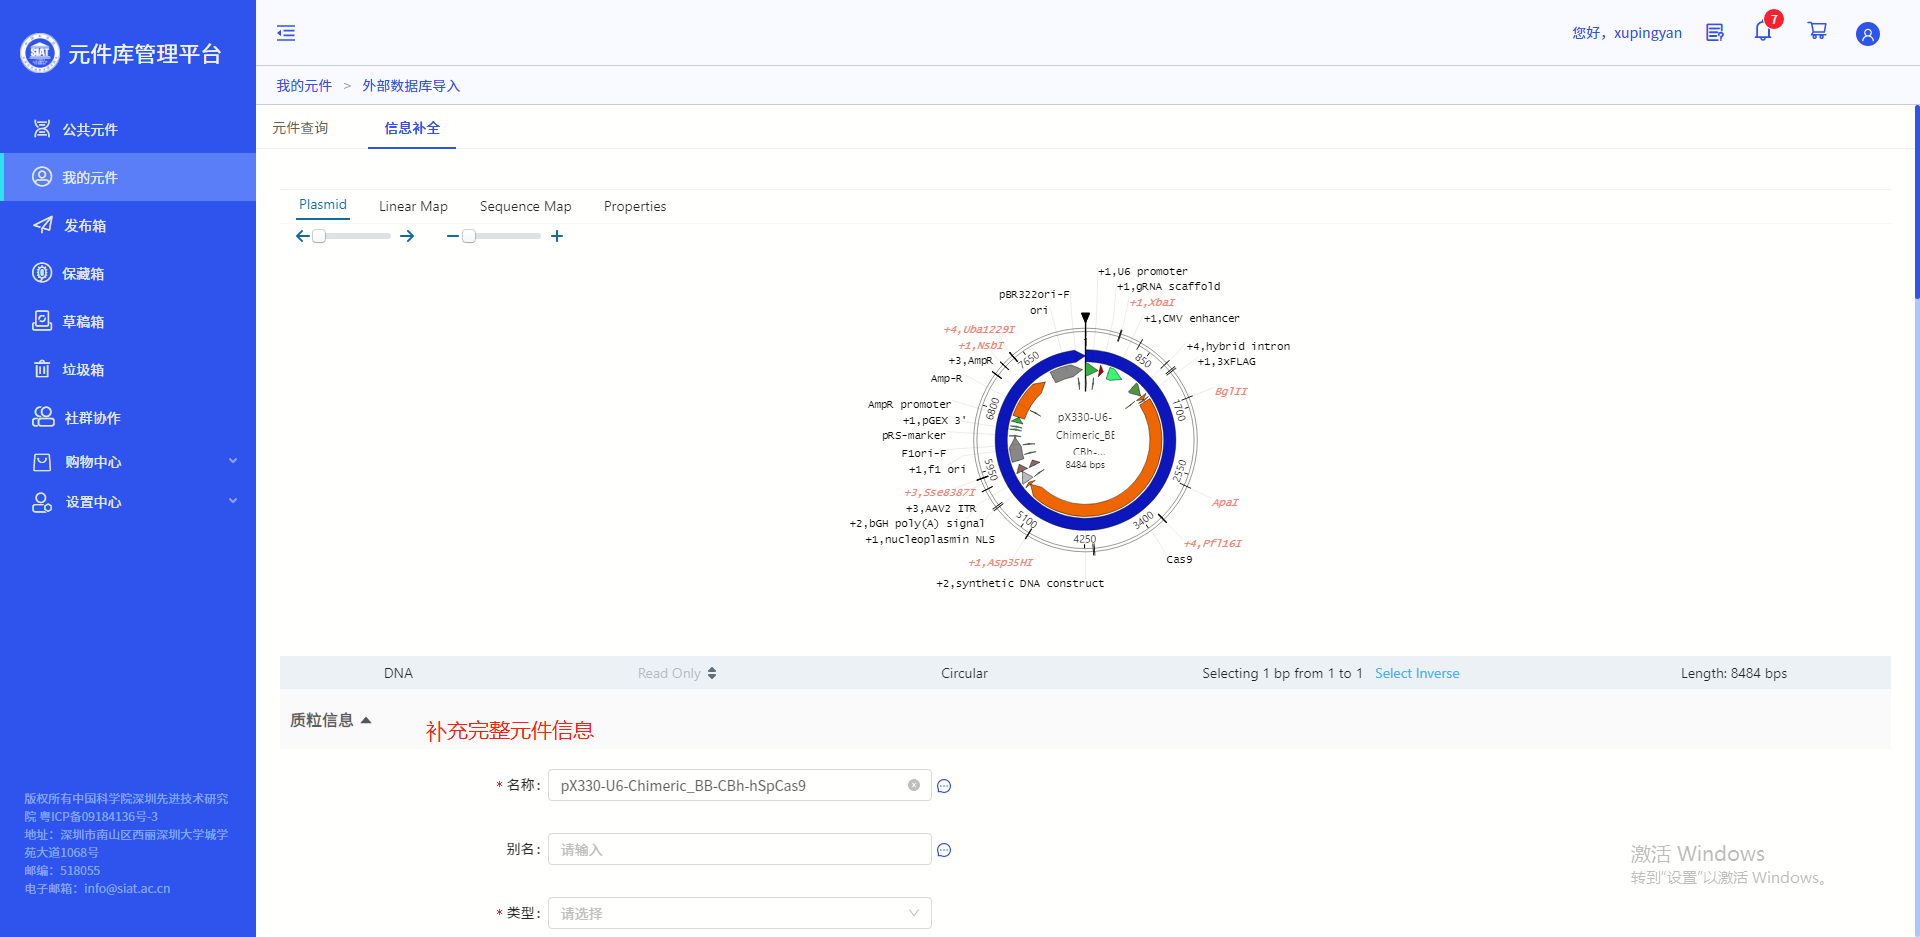 SIAT 元件库管理平台
公共元件
我的元件
发布箱
保藏箱
草稿箱
垃圾箱
社群协作
购物中心
设置中心
版权所有中国科学院深圳先进技术研究
院 粤ICP备09184136号-3
地址：深圳市南山区西丽深圳大学城学
苑大道1068号
邮编：518055
电子邮箱：info@siat.ac.cn
您好，xupingyan
7
我的元件 > 外部数据库导入
元件查询 信息补全
Plasmid Linear Map Sequence Map Properties
+1,U6 promoter
+1,gRNA scaffold
+1,XbaI
+1,CMV enhancer
+4,hybrid intron
+1,3xFLAG
BglII
ApaI
+4,Pfl16I
Cas9
+2,synthetic DNA construct
+1,Asp35HI
+1,nucleoplasmin NLS
+2,bGH poly(A) signal
+3,AAV2 ITR
+3,Sse8387I
+1,f1 ori
F1ori-F
pRS-marker
+1,pGEX 3'
AmpR promoter
Amp-R
+3,AmpR
+1,NsbI
+4,Uba1229I
ori
pBR322ori-F
1
850
1700
2550
3400
4250
5100
5950
6800
7650
pX330-U6-
Chimeric_BB
CBh-...
8484 bps
DNA Read Only Circular Selecting 1 bp from 1 to 1 Select Inverse Length: 8484 bps
质粒信息
补充完整元件信息
* 名称: pX330-U6-Chimeric_BB-CBh-hSpCas9
别名: 请输入
* 类型: 请选择
激活 Windows
转到"设置"以激活 Windows。